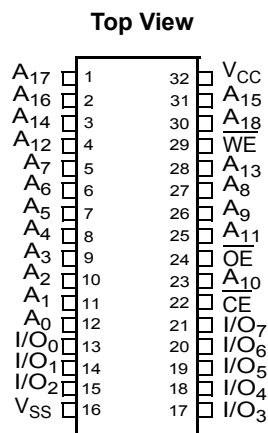 Top View
A17 1 32 VCC
A16 2 31 A15
A14 3 30 A18
A12 4 29 W̅E̅
A7 5 28 A13
A6 6 27 A8
A5 7 26 A9
A4 8 25 A11
A3 9 24 O̅E̅
A2 10 23 A10
A1 11 22 C̅E̅
A0 12 21 I/O7
I/O0 13 20 I/O6
I/O1 14 19 I/O5
I/O2 15 18 I/O4
VSS 16 17 I/O3